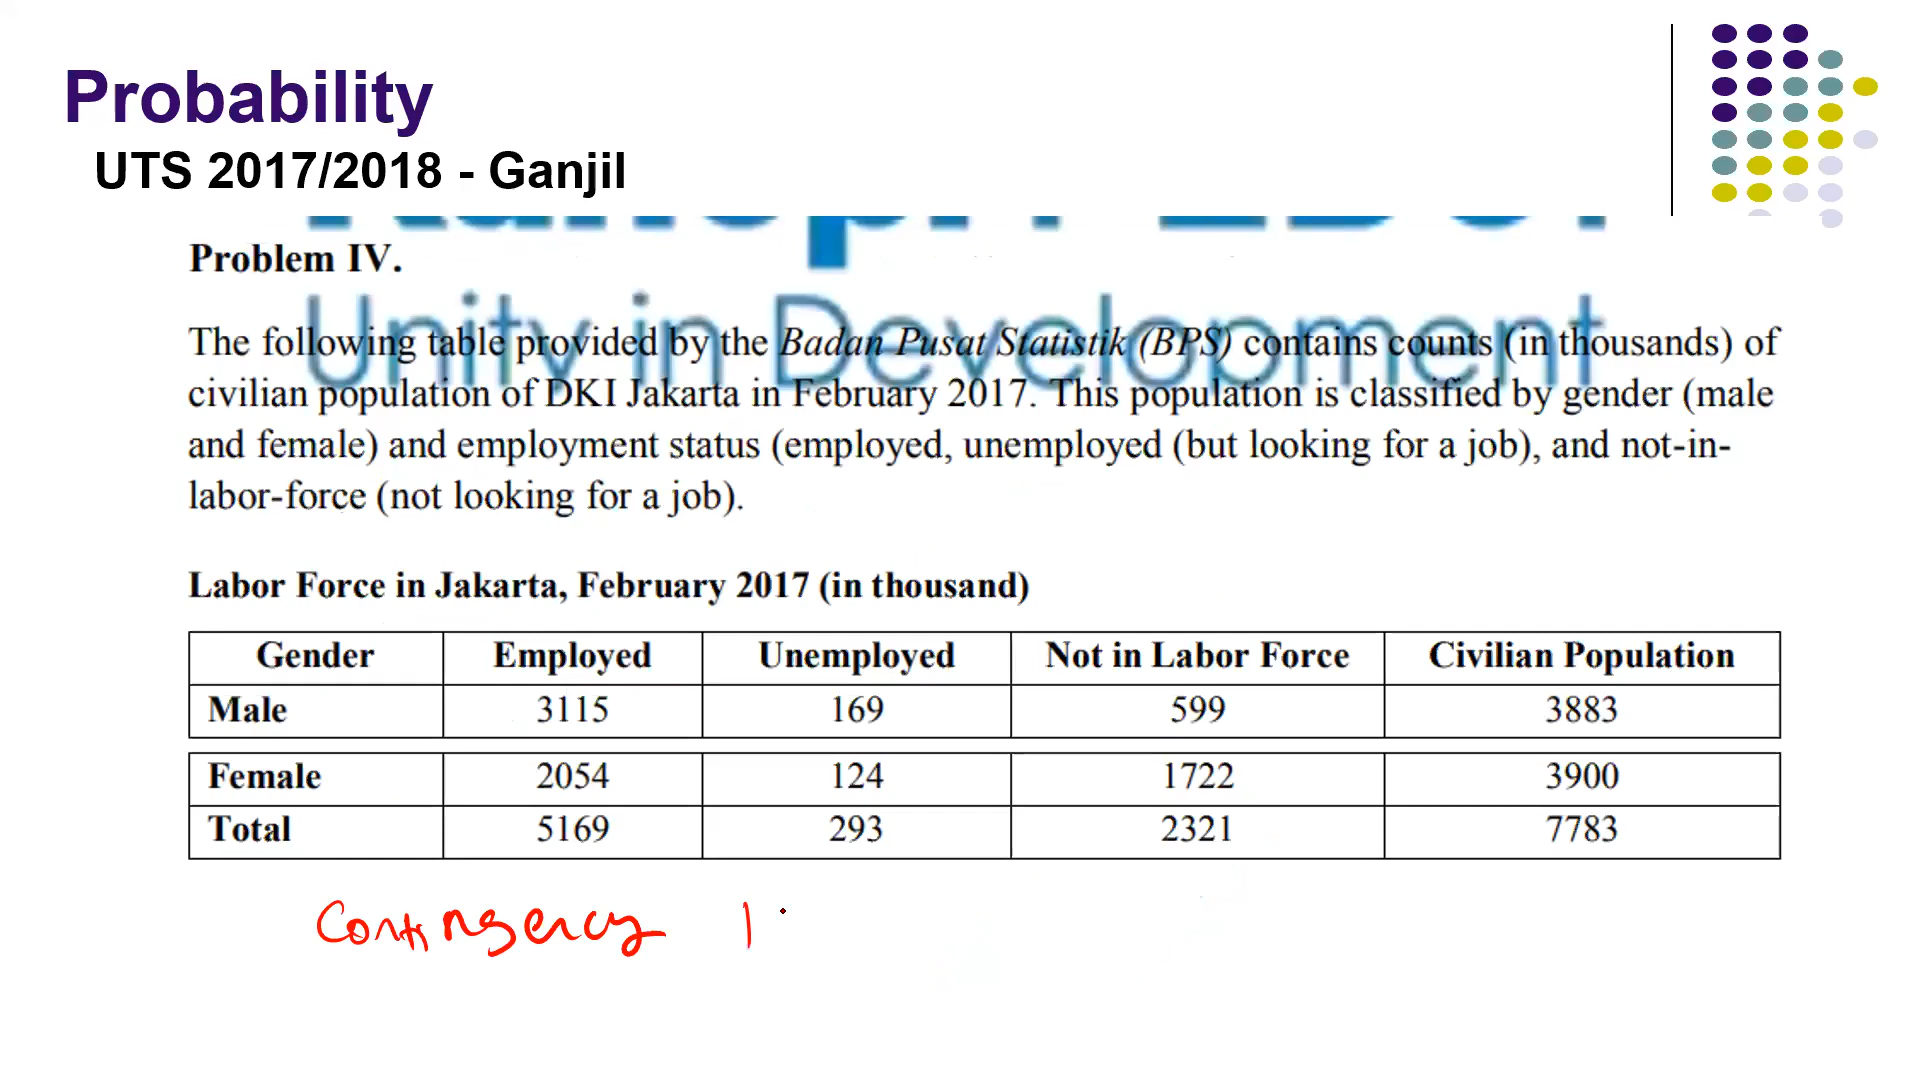 Probability
UTS 2017/2018 - Ganjil
Problem IV.
Unity in Development
The following table provided by the Badan Pusat Statistik (BPS) contains counts (in thousands) of
civilian population of DKI Jakarta in February 2017. This population is classified by gender (male
and female) and employment status (employed, unemployed (but looking for a job), and not-in-
labor-force (not looking for a job).
Labor Force in Jakarta, February 2017 (in thousand)
Gender Employed Unemployed Not in Labor Force Civilian Population
Male 3115 169 599 3883
Female 2054 124 1722 3900
Total 5169 293 2321 7783
Contingency